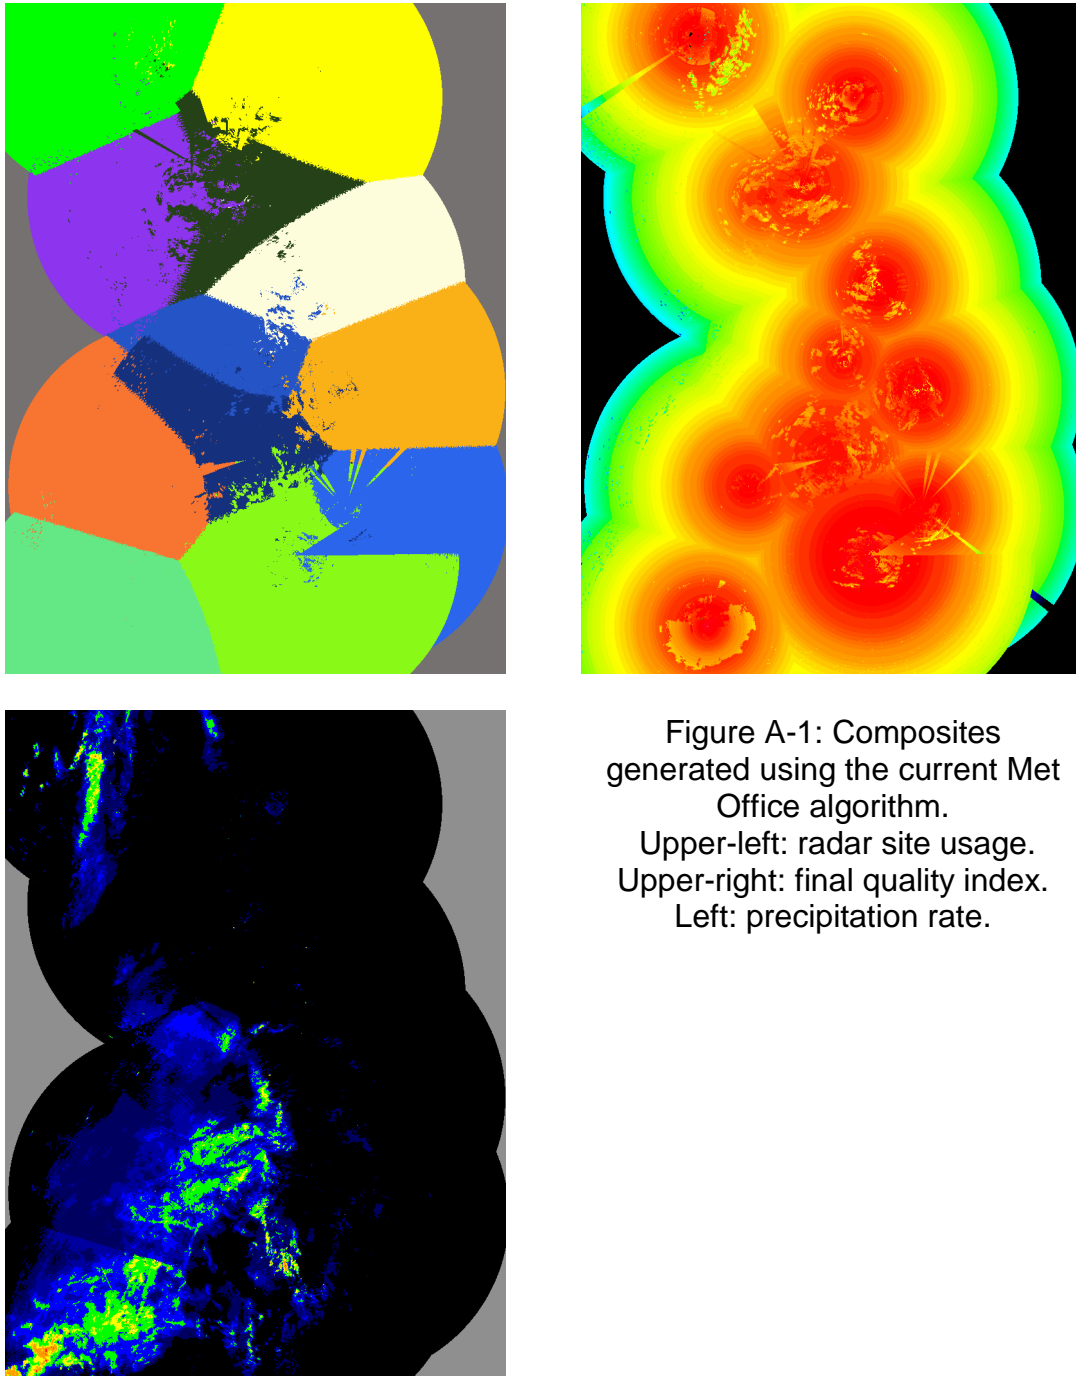 Figure A-1: Composites
generated using the current Met
Office algorithm.
Upper-left: radar site usage.
Upper-right: final quality index.
Left: precipitation rate.